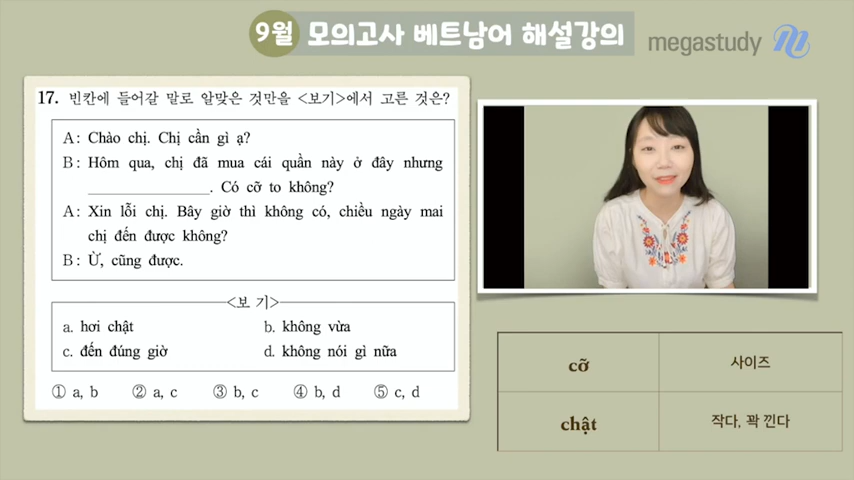 9월 모의고사 베트남어 해설강의
megastudy
17. 빈칸에 들어갈 말로 알맞은 것만을 <보기>에서 고른 것은?
A: Chào chị. Chị cần gì ạ?
B: Hôm qua, chị đã mua cái quần này ở đây nhưng
____________. Có cỡ to không?
A: Xin lỗi chị. Bây giờ thì không có, chiều ngày mai
chị đến được không?
B: Ừ, cũng được.
<보 기>
a. hơi chật b. không vừa
c. đến đúng giờ d. không nói gì nữa
① a, b ② a, c ③ b, c ④ b, d ⑤ c, d
cỡ 사이즈
chật 작다, 꽉 낀다